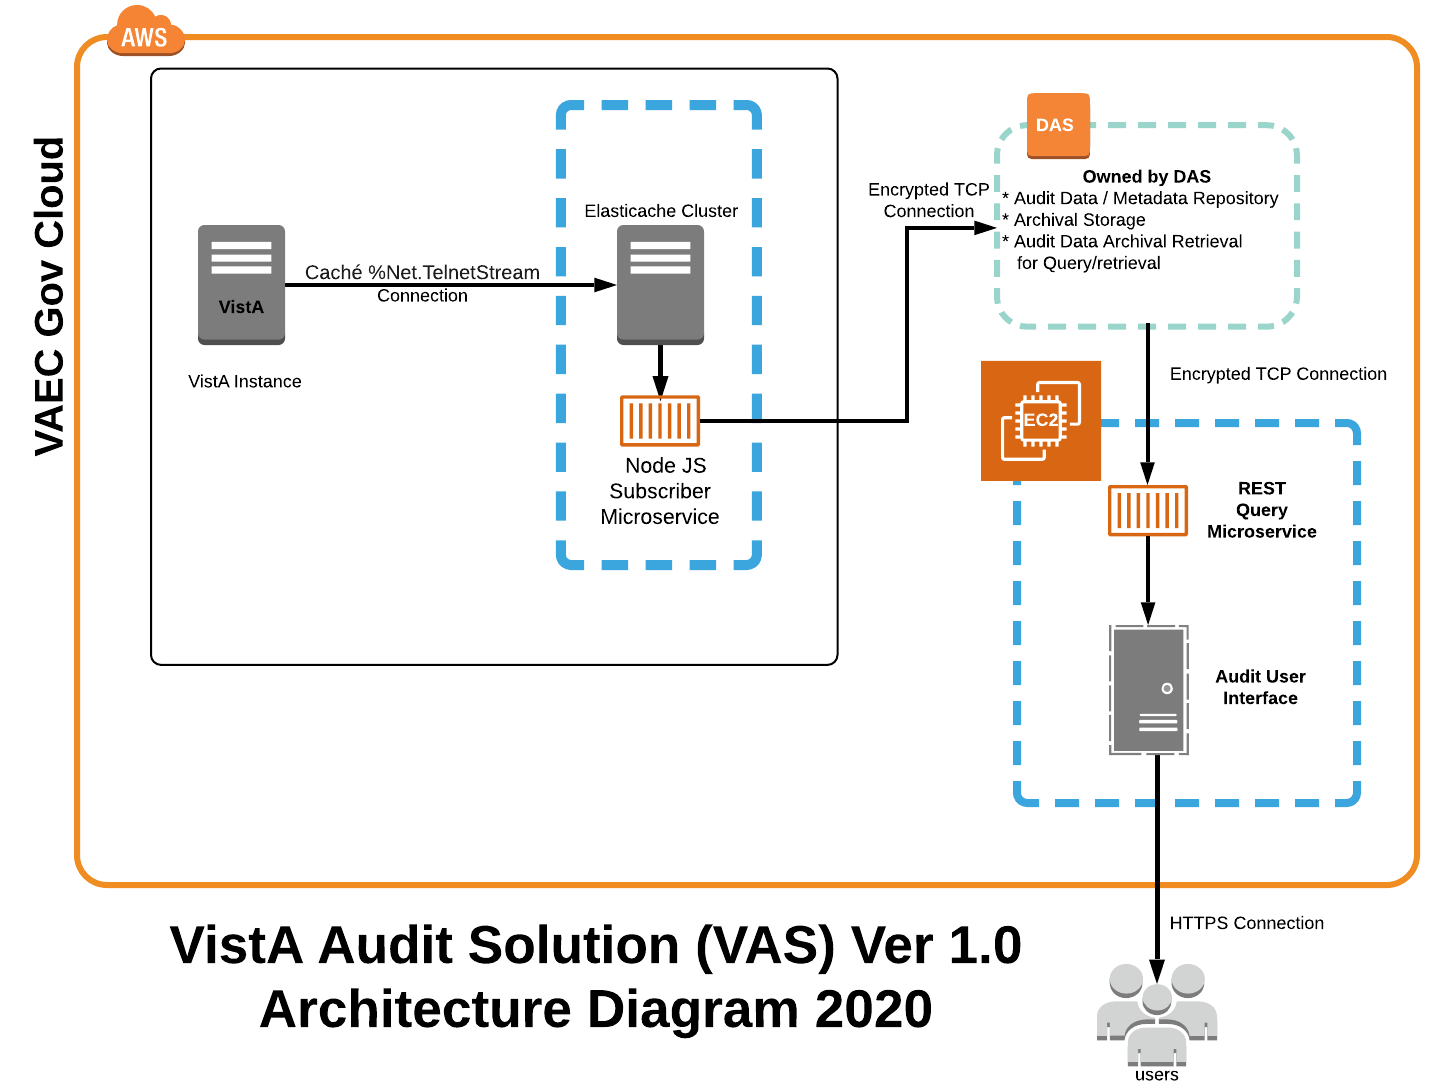 AWS
VAEC Gov Cloud
VistA
VistA Instance
Caché %Net.TelnetStream
Connection
Elasticache Cluster
Node JS
Subscriber
Microservice
Encrypted TCP
Connection
DAS
Owned by DAS
* Audit Data / Metadata Repository
* Archival Storage
* Audit Data Archival Retrieval
for Query/retrieval
Encrypted TCP Connection
EC2
REST
Query
Microservice
Audit User
Interface
HTTPS Connection
users
VistA Audit Solution (VAS) Ver 1.0
Architecture Diagram 2020